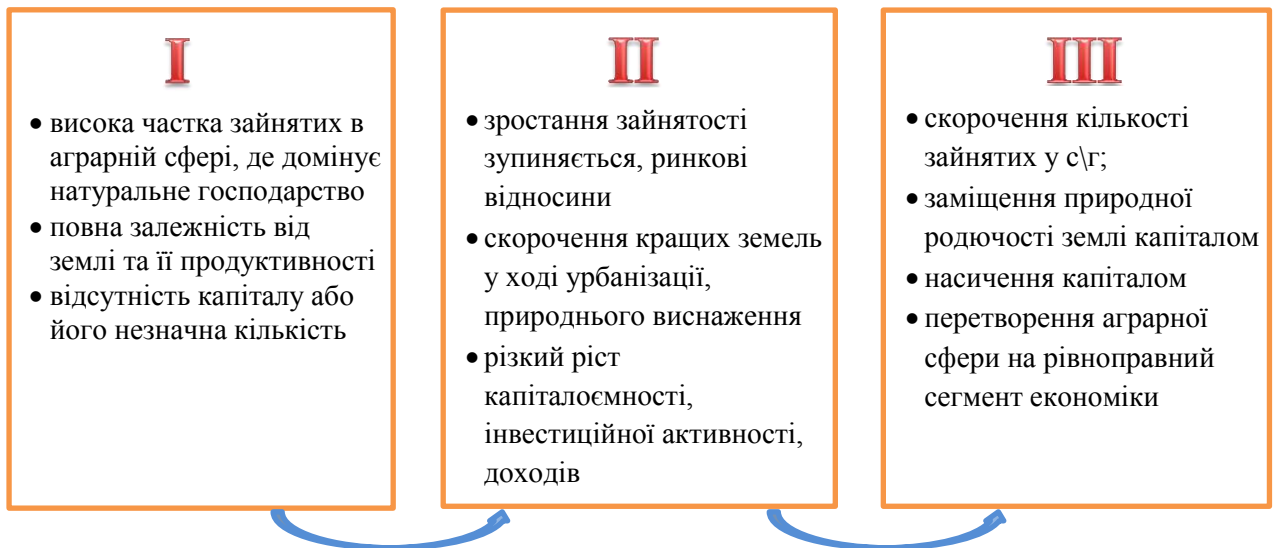 I
• висока частка зайнятих в
аграрній сфері, де домінує
натуральне господарство
• повна залежність від
землі та її продуктивності
• відсутність капіталу або
його незначна кількість
II
• зростання зайнятості
зупиняється, ринкові
відносини
• скорочення кращих земель
у ході урбанізації,
природнього виснаження
• різкий ріст
капіталоємності,
інвестиційної активності,
доходів
III
• скорочення кількості
зайнятих у с\г;
• заміщення природної
родючості землі капіталом
• насичення капіталом
• перетворення аграрної
сфери на рівноправний
сегмент економіки